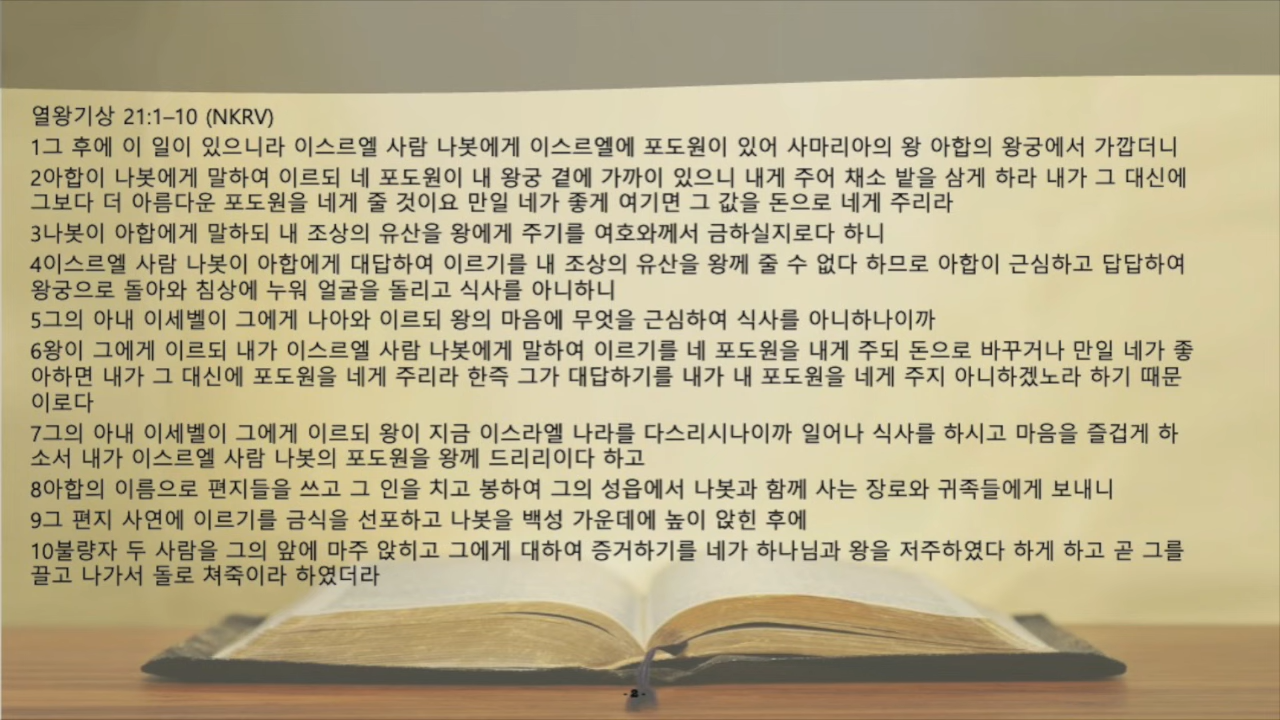 열왕기상 21:1–10 (NKRV)
1그 후에 이 일이 있으니라 이스르엘 사람 나봇에게 이스르엘에 포도원이 있어 사마리아의 왕 아합의 왕궁에서 가깝더니
2아합이 나봇에게 말하여 이르되 네 포도원이 내 왕궁 곁에 가까이 있으니 내게 주어 채소 밭을 삼게 하라 내가 그 대신에
그보다 더 아름다운 포도원을 네게 줄 것이요 만일 네가 좋게 여기면 그 값을 돈으로 네게 주리라
3나봇이 아합에게 말하되 내 조상의 유산을 왕에게 주기를 여호와께서 금하실지로다 하니
4이스르엘 사람 나봇이 아합에게 대답하여 이르기를 내 조상의 유산을 왕께 줄 수 없다 하므로 아합이 근심하고 답답하여
왕궁으로 돌아와 침상에 누워 얼굴을 돌리고 식사를 아니하니
5그의 아내 이세벨이 그에게 나아와 이르되 왕의 마음에 무엇을 근심하여 식사를 아니하나이까
6왕이 그에게 이르되 내가 이스르엘 사람 나봇에게 말하여 이르기를 네 포도원을 내게 주되 돈으로 바꾸거나 만일 네가 좋
아하면 내가 그 대신에 포도원을 네게 주리라 한즉 그가 대답하기를 내가 내 포도원을 네게 주지 아니하겠노라 하기 때문
이로다
7그의 아내 이세벨이 그에게 이르되 왕이 지금 이스라엘 나라를 다스리시나이까 일어나 식사를 하시고 마음을 즐겁게 하
소서 내가 이스르엘 사람 나봇의 포도원을 왕께 드리리이다 하고
8아합의 이름으로 편지들을 쓰고 그 인을 치고 봉하여 그의 성읍에서 나봇과 함께 사는 장로와 귀족들에게 보내니
9그 편지 사연에 이르기를 금식을 선포하고 나봇을 백성 가운데에 높이 앉힌 후에
10불량자 두 사람을 그의 앞에 마주 앉히고 그에게 대하여 증거하기를 네가 하나님과 왕을 저주하였다 하게 하고 곧 그를
끌고 나가서 돌로 쳐죽이라 하였더라
- 2 -